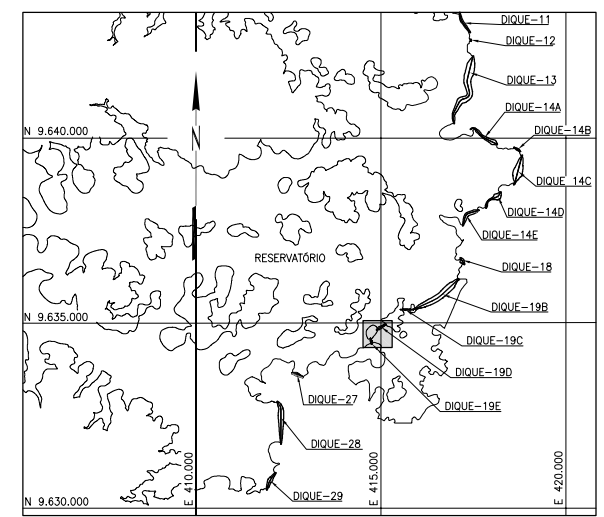 DIQUE-11
DIQUE-12
DIQUE-13
DIQUE-14A
N 9.640.000
DIQUE-14B
N
DIQUE-14C
DIQUE-14D
DIQUE-14E
RESERVATÓRIO
DIQUE-18
DIQUE-19B
N 9.635.000
DIQUE-19C
DIQUE-19D
DIQUE-27
DIQUE-19E
DIQUE-28
E 410.000
E 415.000
E 420.000
DIQUE-29
N 9.630.000